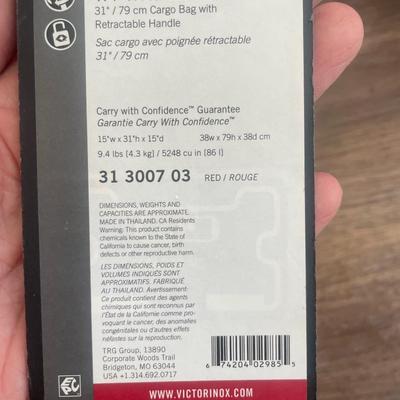 31" / 79 cm Cargo Bag with
Retractable Handle
Sac cargo avec poignée rétractable
31" / 79 cm
Carry with Confidence™ Guarantee
Garantie Carry With Confidence™
15"w x 31"h x 15"d 38w x 79h x 38d cm
9.4 lbs [4.3 kg] / 5248 cu in [86 l]
31 3007 03 RED / ROUGE
DIMENSIONS, WEIGHTS AND
CAPACITIES ARE APPROXIMATE.
MADE IN THAILAND. CA Residents
Warning: This product contains
chemicals known to the State of
California to cause cancer, birth
defects or other reproductive harm.
LES DIMENSIONS, POIDS ET
VOLUMES INDIQUÉS SONT
APPROXIMATIFS. FABRIQUÉ
AU THAILAND. Avertissement:
Ce produit contient des agents
chimiques qui sont reconnus par
l'État de la Californie comme pro-
voquant le cancer, des anomalies
congénitales ou d'autres effets
néfastes sur la reproduction.
TRG Group, 13890
Corporate Woods Trail
Bridgeton, MO 63044
USA +1.314.692.0717
6 74204 02985 5
WWW.VICTORINOX.COM